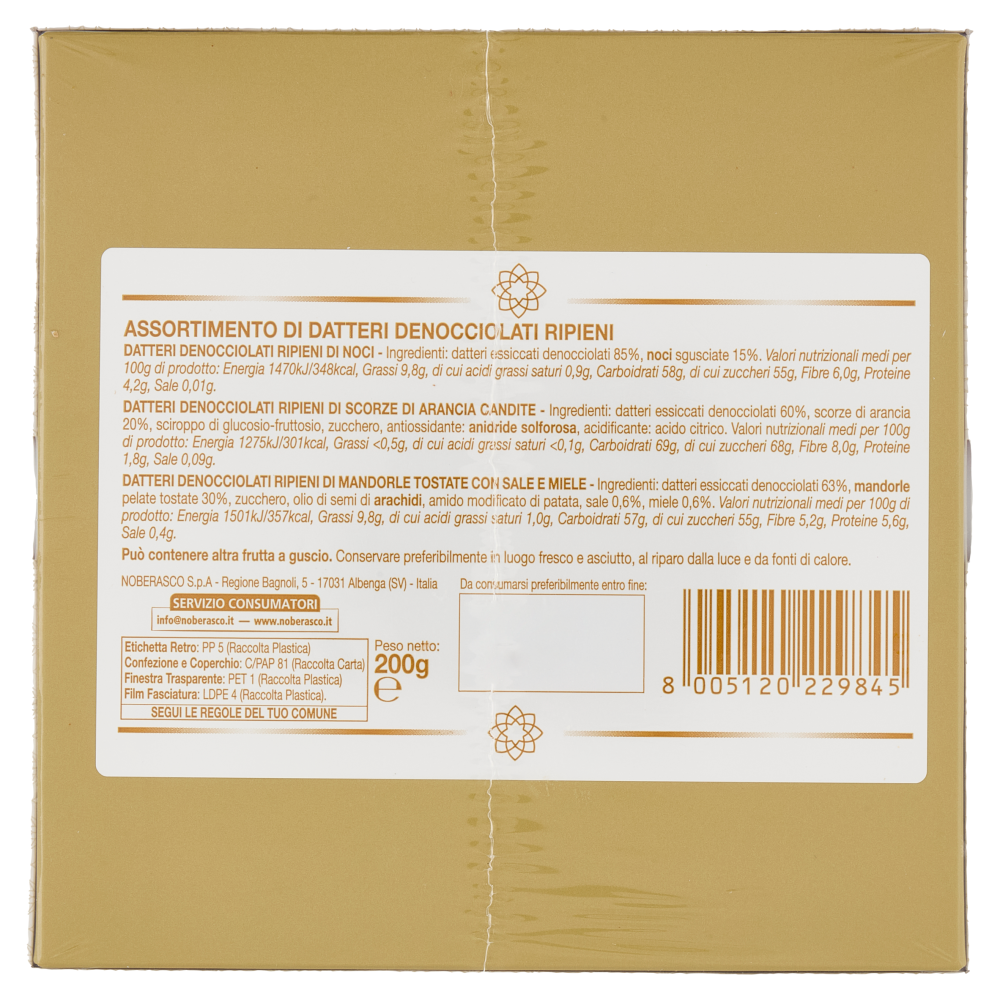 ASSORTIMENTO DI DATTERI DENOCCIOLATI RIPIENI
DATTERI DENOCCIOLATI RIPIENI DI NOCI - Ingredienti: datteri essiccati denocciolati 85%, noci sgusciate 15%. Valori nutrizionali medi per
100g di prodotto: Energia 1470kJ/348kcal, Grassi 9,8g, di cui acidi grassi saturi 0,9g, Carboidrati 58g, di cui zuccheri 55g, Fibre 6,0g, Proteine
4,2g, Sale 0,01g.
DATTERI DENOCCIOLATI RIPIENI DI SCORZE DI ARANCIA CANDITE - Ingredienti: datteri essiccati denocciolati 60%, scorze di arancia
20%, sciroppo di glucosio-fruttosio, zucchero, antiossidante: anidride solforosa, acidificante: acido citrico. Valori nutrizionali medi per 100g
di prodotto: Energia 1275kJ/301kcal, Grassi <0,5g, di cui acidi grassi saturi <0,1g, Carboidrati 69g, di cui zuccheri 68g, Fibre 8,0g, Proteine
1,8g, Sale 0,09g.
DATTERI DENOCCIOLATI RIPIENI DI MANDORLE TOSTATE CON SALE E MIELE - Ingredienti: datteri essiccati denocciolati 63%, mandorle
pelate tostate 30%, zucchero, olio di semi di arachidi, amido modificato di patata, sale 0,6%, miele 0,6%. Valori nutrizionali medi per 100g di
prodotto: Energia 1501kJ/357kcal, Grassi 9,8g, di cui acidi grassi saturi 1,0g, Carboidrati 57g, di cui zuccheri 55g, Fibre 5,2g, Proteine 5,6g,
Sale 0,4g.
Può contenere altra frutta a guscio. Conservare preferibilmente in luogo fresco e asciutto, al riparo dalla luce e da fonti di calore.
NOBERASCO S.p.A - Regione Bagnoli, 5 - 17031 Albenga (SV) - Italia
SERVIZIO CONSUMATORI
info@noberasco.it — www.noberasco.it
Etichetta Retro: PP 5 (Raccolta Plastica)
Confezione e Coperchio: C/PAP 81 (Raccolta Carta)
Finestra Trasparente: PET 1 (Raccolta Plastica)
Film Fasciatura: LDPE 4 (Raccolta Plastica).
SEGUI LE REGOLE DEL TUO COMUNE
Peso netto:
200g
℮
Da consumarsi preferibilmente entro fine:
8 005120 229845